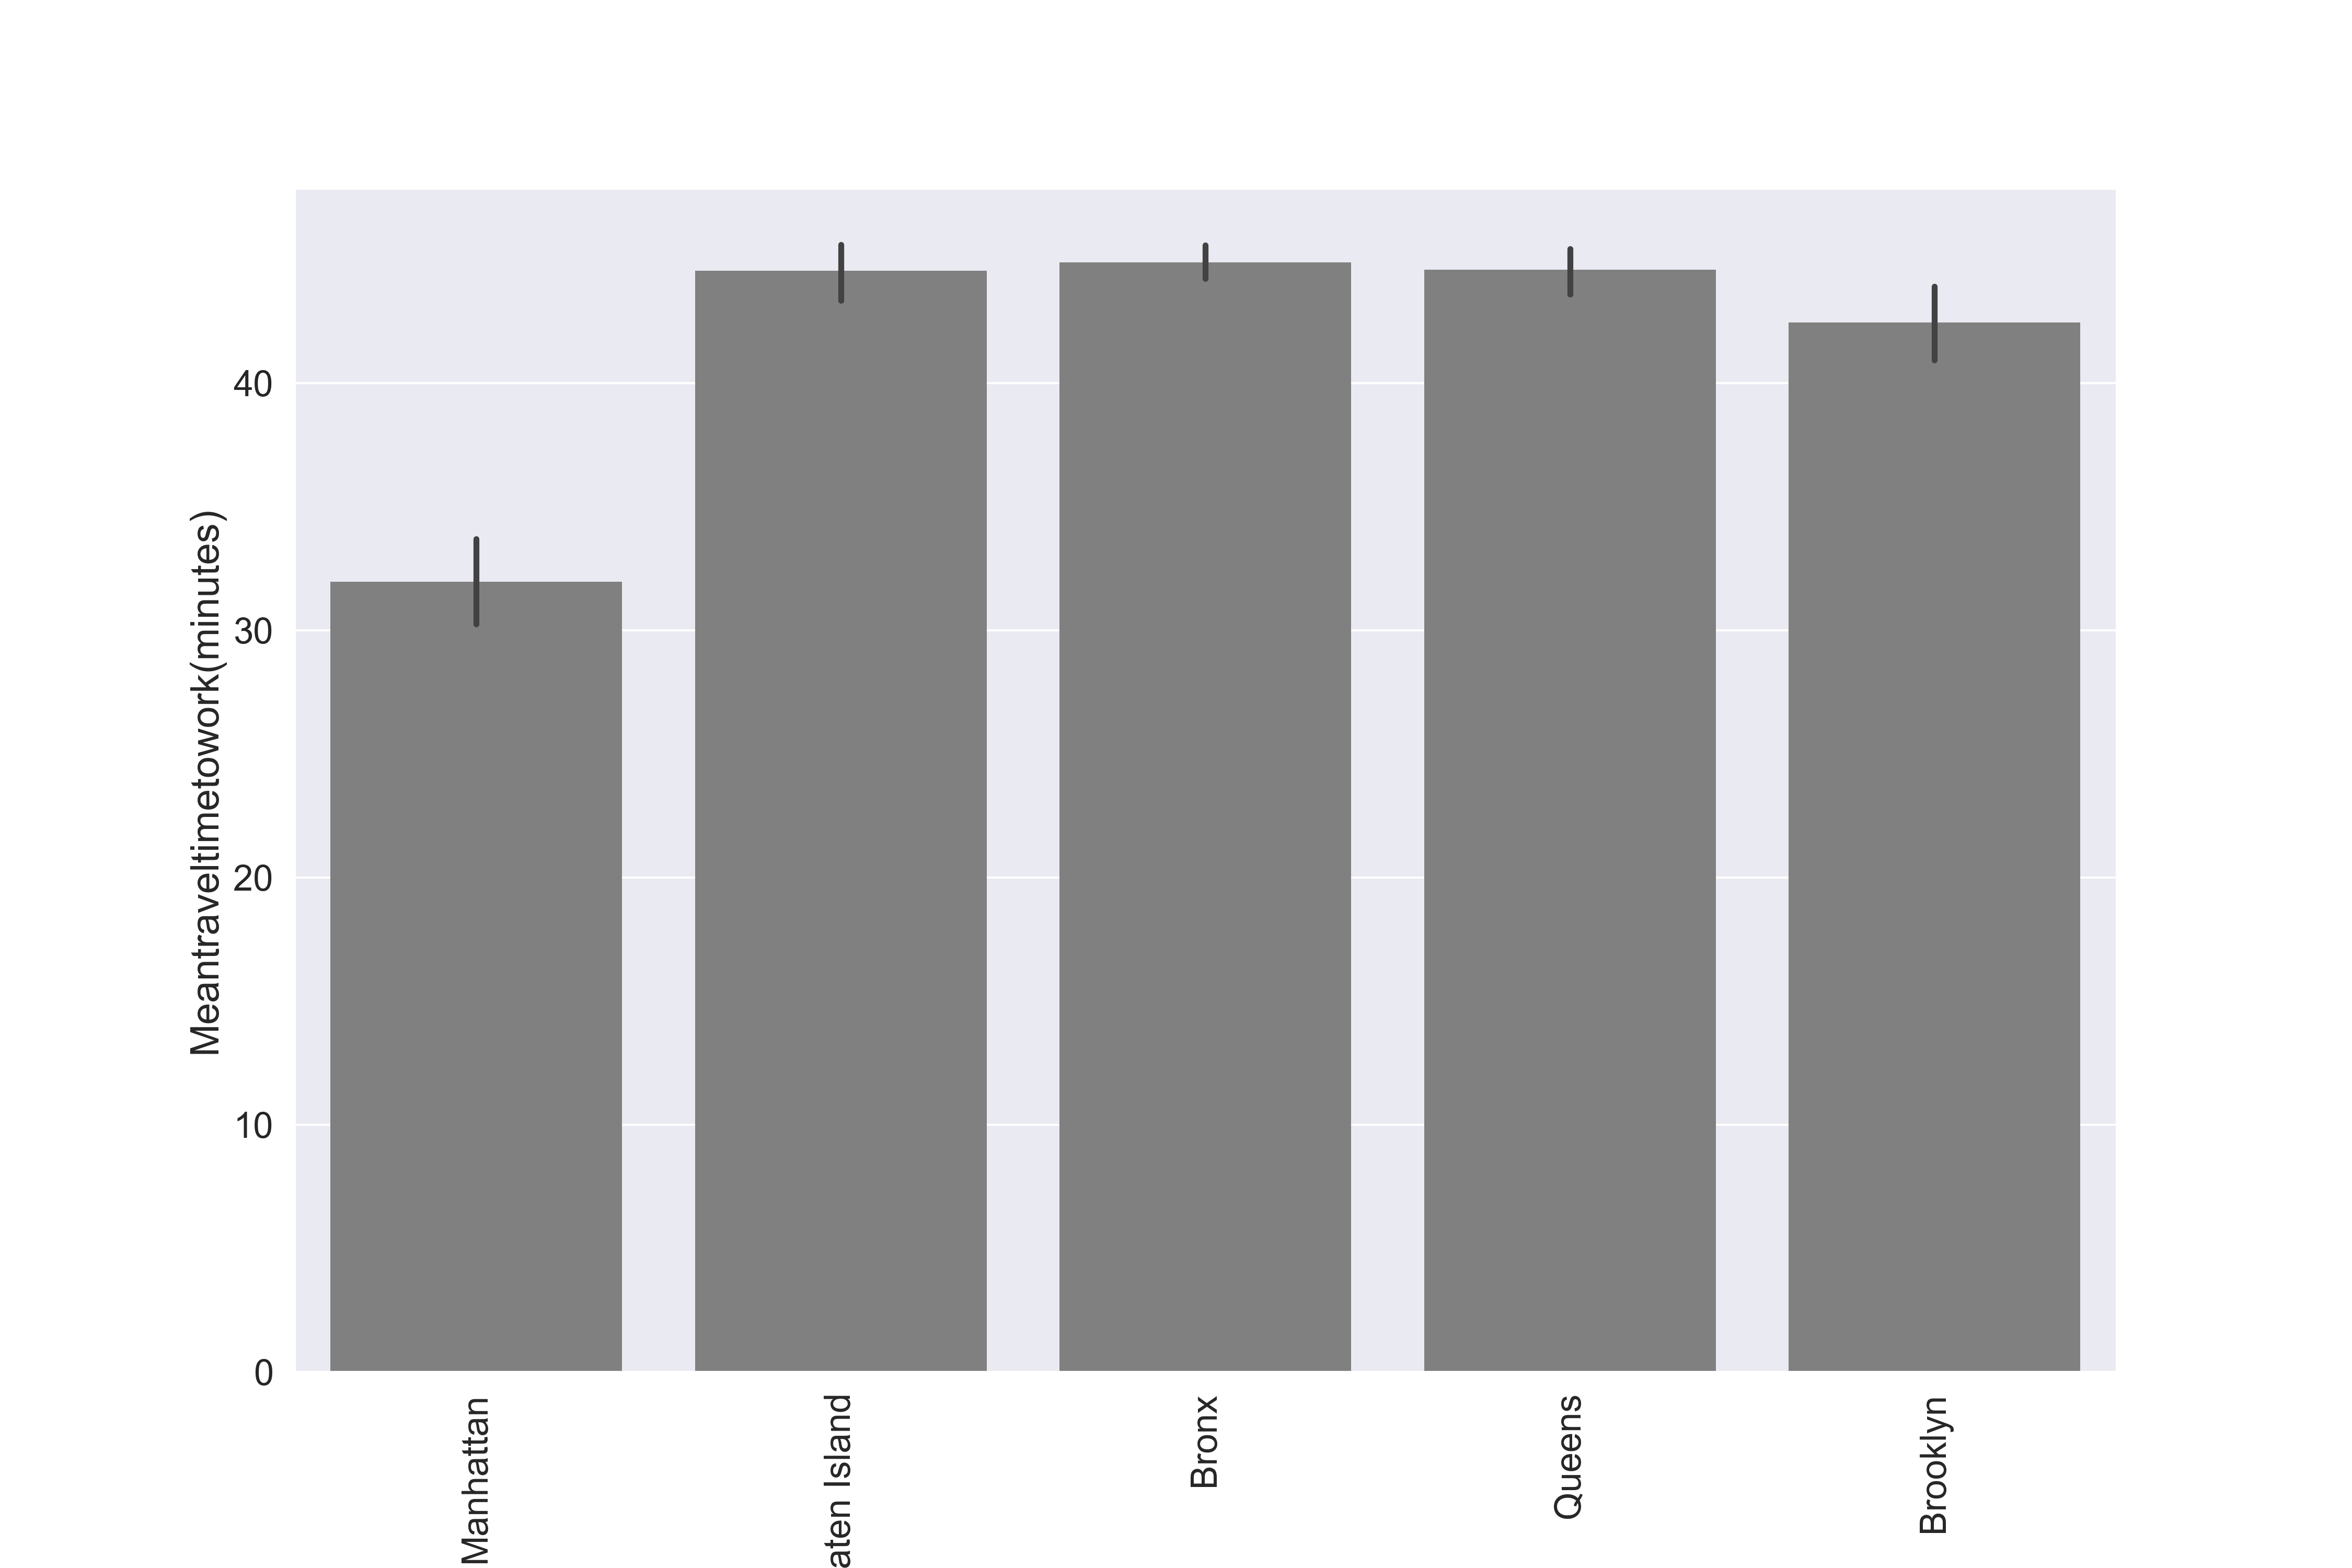 Meantraveltimetowork(minutes)
40
30
20
10
0
Manhattan
aten Island
Bronx
Queens
Brooklyn